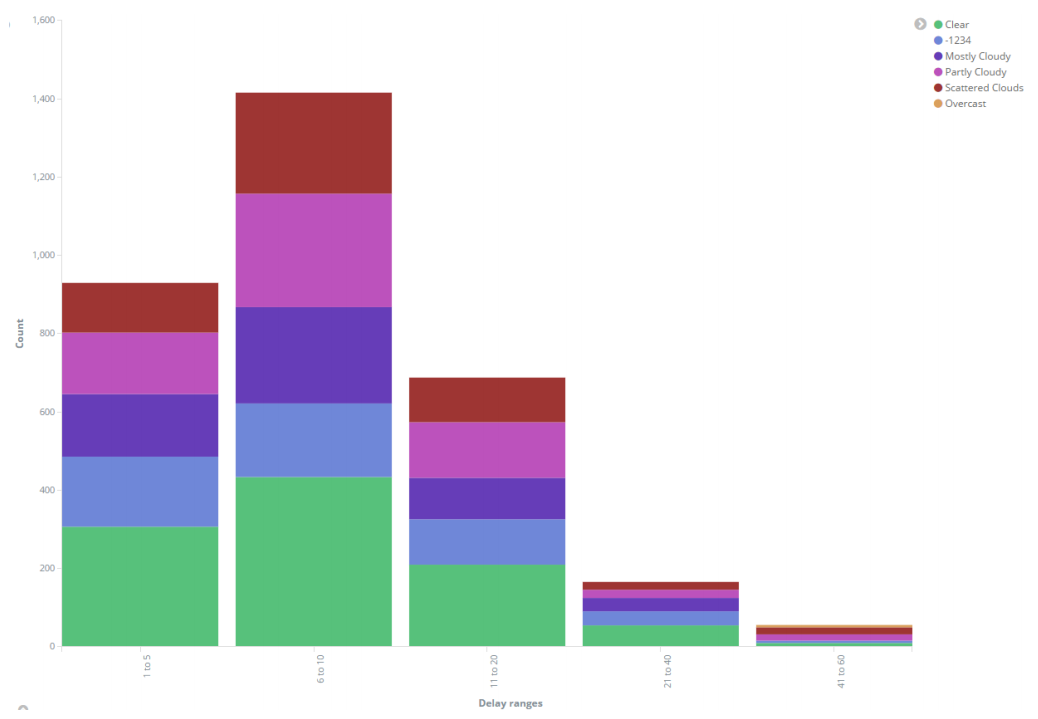 1,600
1,400
1,200
1,000
800
600
400
200
0
Count
1 to 5
6 to 10
11 to 20
21 to 40
41 to 60
Delay ranges
Clear
-1234
Mostly Cloudy
Partly Cloudy
Scattered Clouds
Overcast